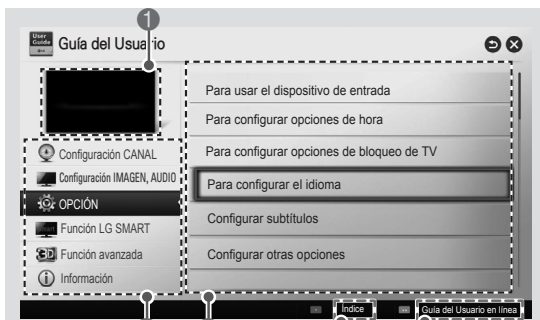 1
User Guide
Guía del Usuario
Para usar el dispositivo de entrada
Para configurar opciones de hora
Para configurar opciones de bloqueo de TV
Para configurar el idioma
Configurar subtítulos
Configurar otras opciones
Configuración CANAL
Configuración IMAGEN, AUDIO
OPCIÓN
Función LG SMART
3D Función avanzada
i Información
Índice
Guía del Usuario en línea